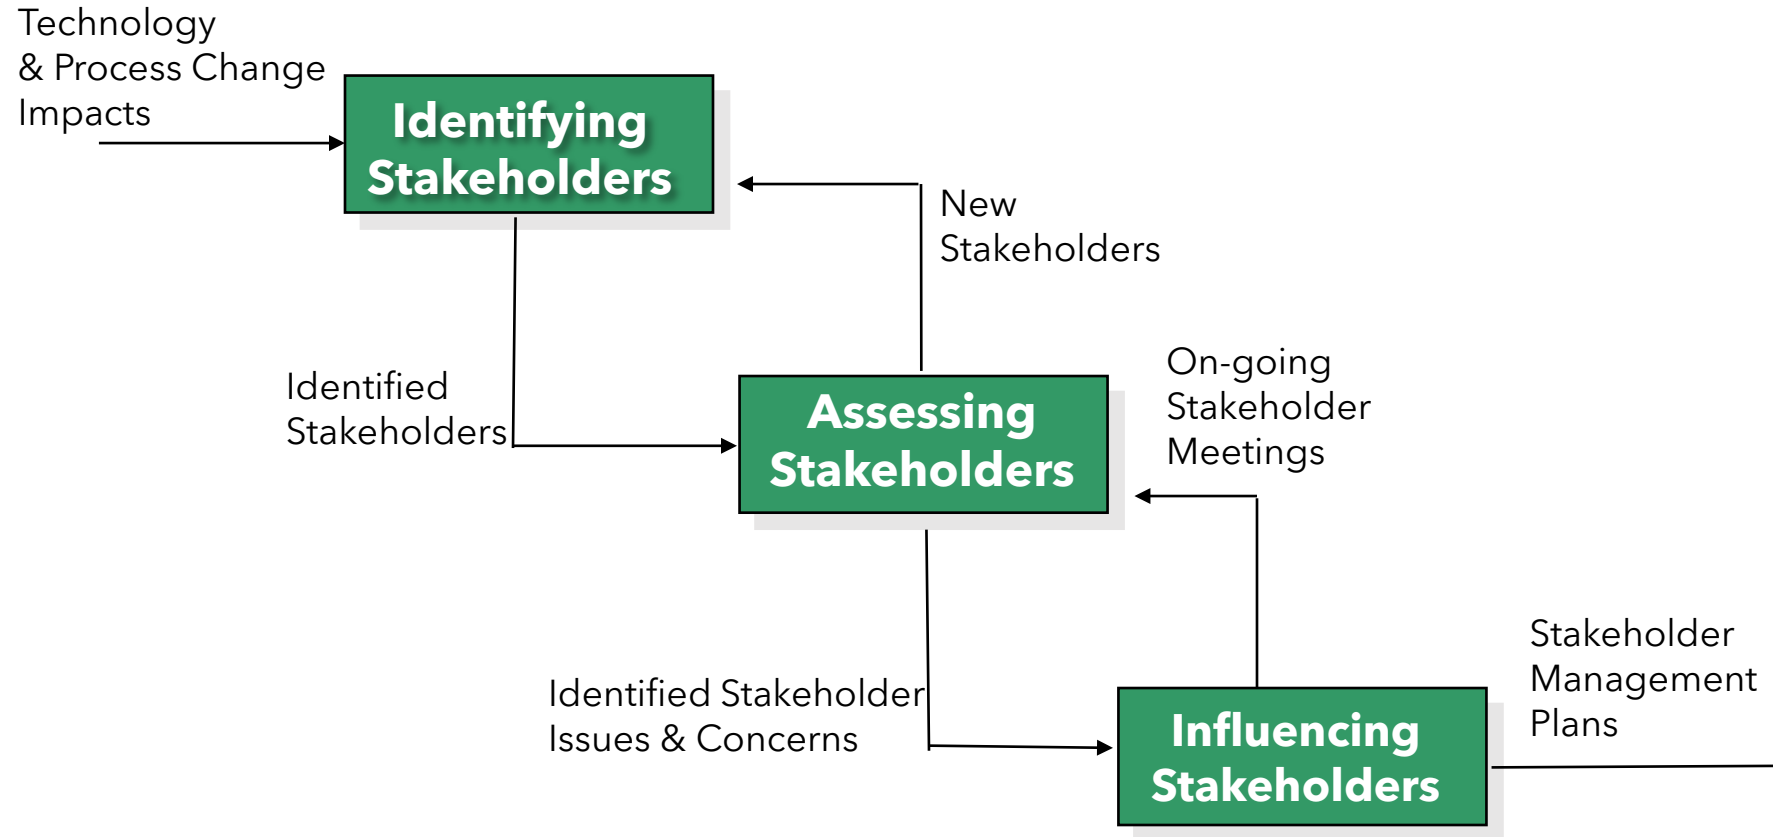 Technology
& Process Change
Impacts
Identifying
Stakeholders
New
Stakeholders
Identified
Stakeholders
Assessing
Stakeholders
On-going
Stakeholder
Meetings
Identified Stakeholder
Issues & Concerns
Influencing
Stakeholders
Stakeholder
Management
Plans